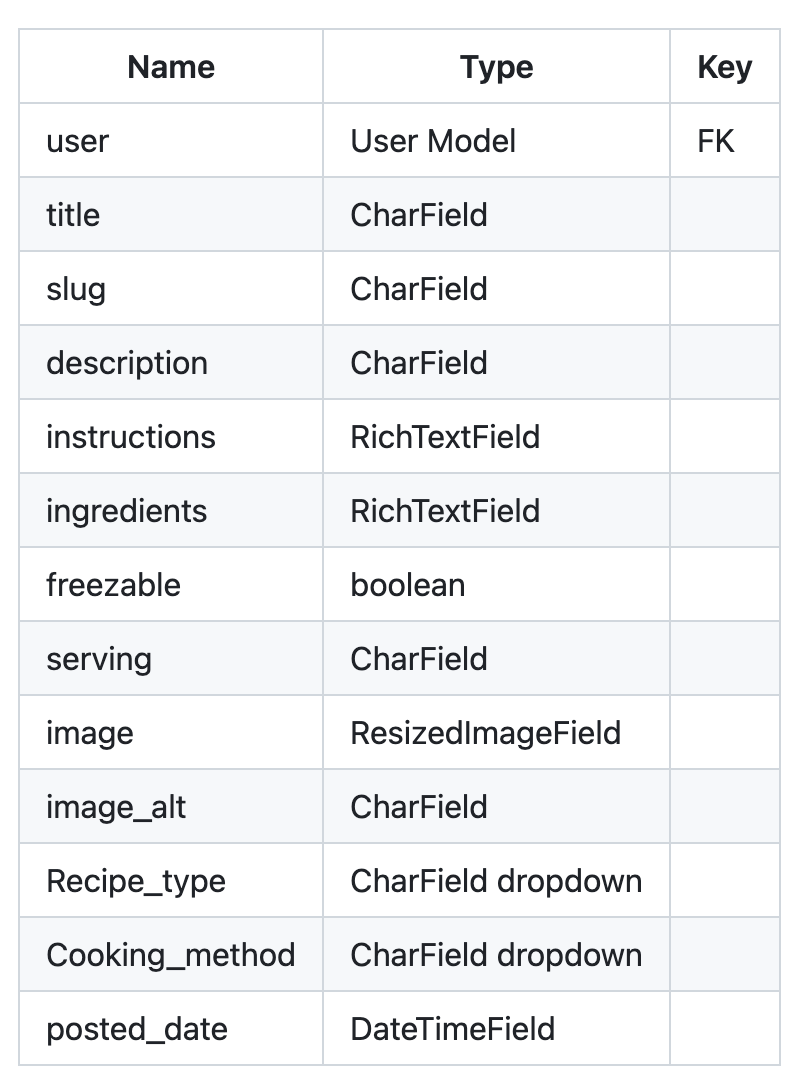 Name Type Key
user User Model FK
title CharField
slug CharField
description CharField
instructions RichTextField
ingredients RichTextField
freezable boolean
serving CharField
image ResizedImageField
image_alt CharField
Recipe_type CharField dropdown
Cooking_method CharField dropdown
posted_date DateTimeField